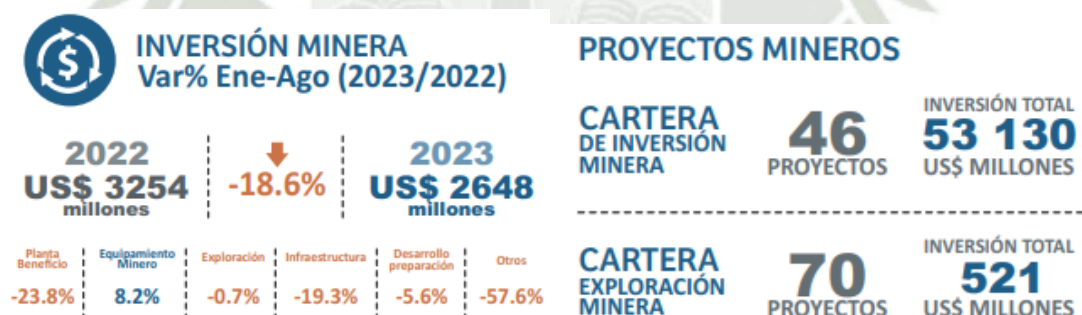 $
INVERSIÓN MINERA
Var% Ene-Ago (2023/2022)
2022
US$ 3254
millones
-18.6%
2023
US$ 2648
millones
Planta
Beneficio
-23.8%
Equipamiento
Minero
8.2%
Exploración
-0.7%
Infraestructura
-19.3%
Desarrollo
preparación
-5.6%
Otros
-57.6%
PROYECTOS MINEROS
CARTERA
DE INVERSIÓN
MINERA
46
PROYECTOS
INVERSIÓN TOTAL
53 130
US$ MILLONES
CARTERA
EXPLORACIÓN
MINERA
70
PROYECTOS
INVERSIÓN TOTAL
521
US$ MILLONES